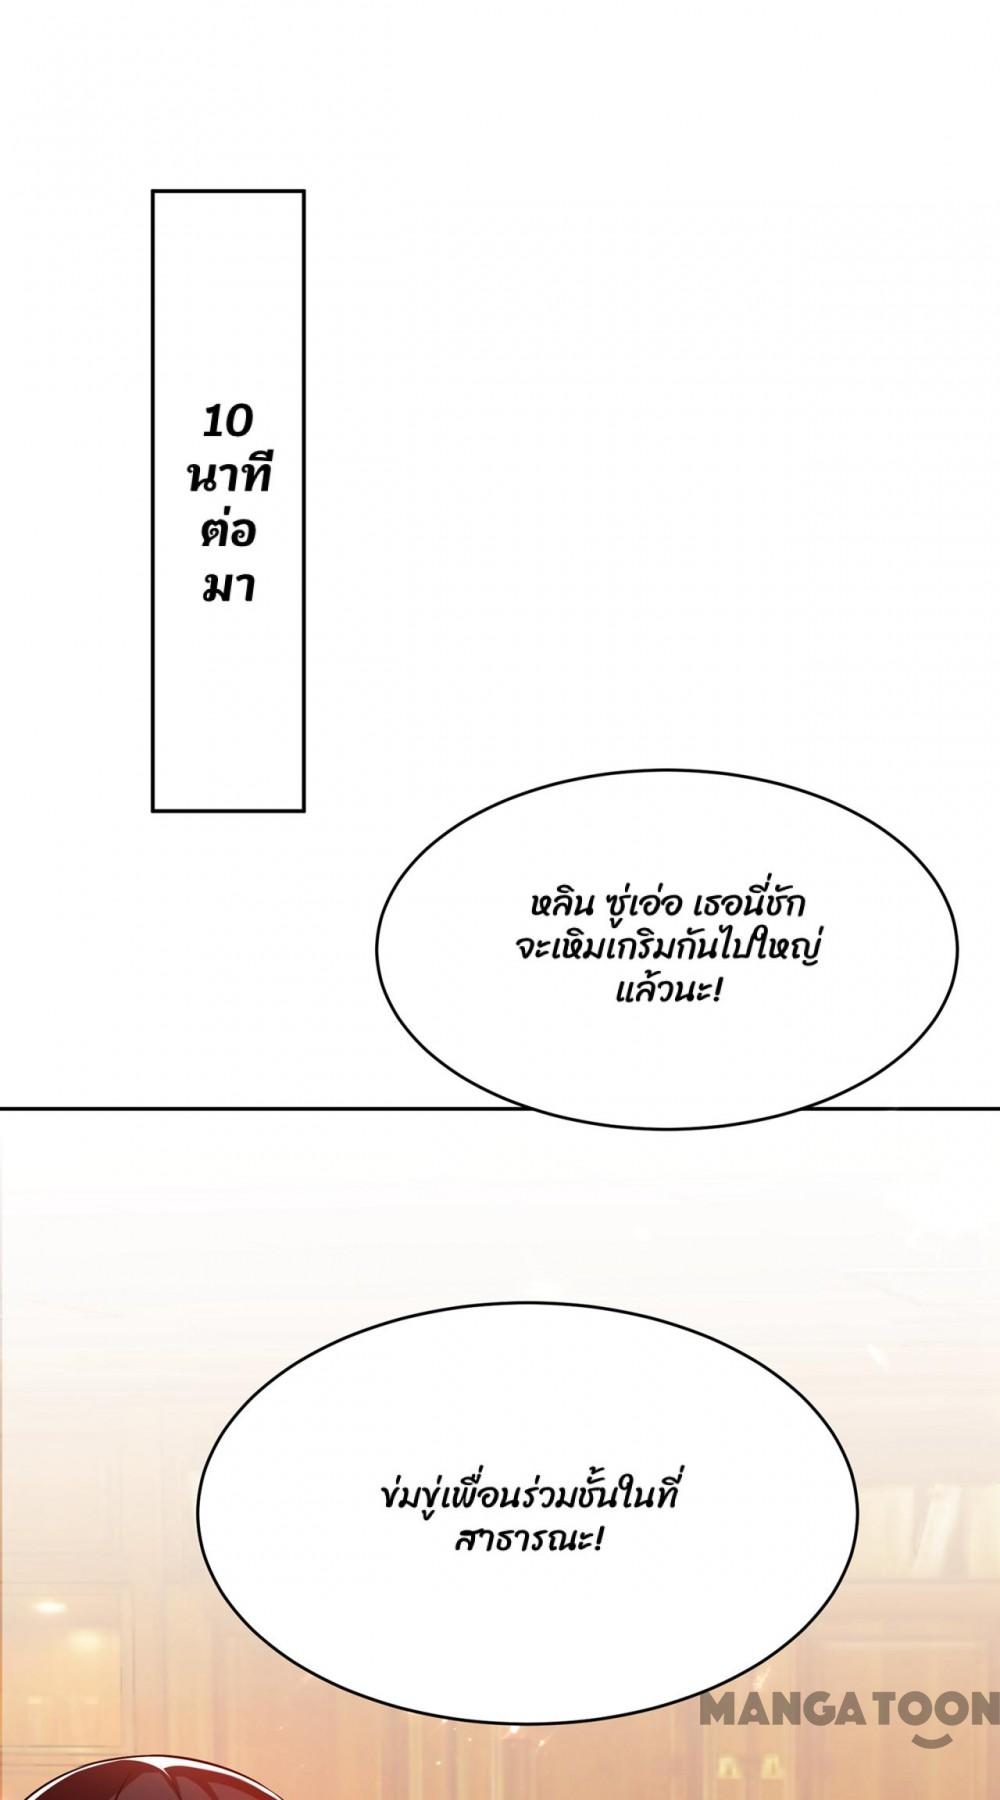 10
นาที
ต่อ
มา
หลิน ซู่เอ่อ เธอนี่ชัก
จะเหิมเกริมกันไปใหญ่
แล้วนะ!
ข่มขู่เพื่อนร่วมชั้นในที่
สาธารณะ!
MANGATOON